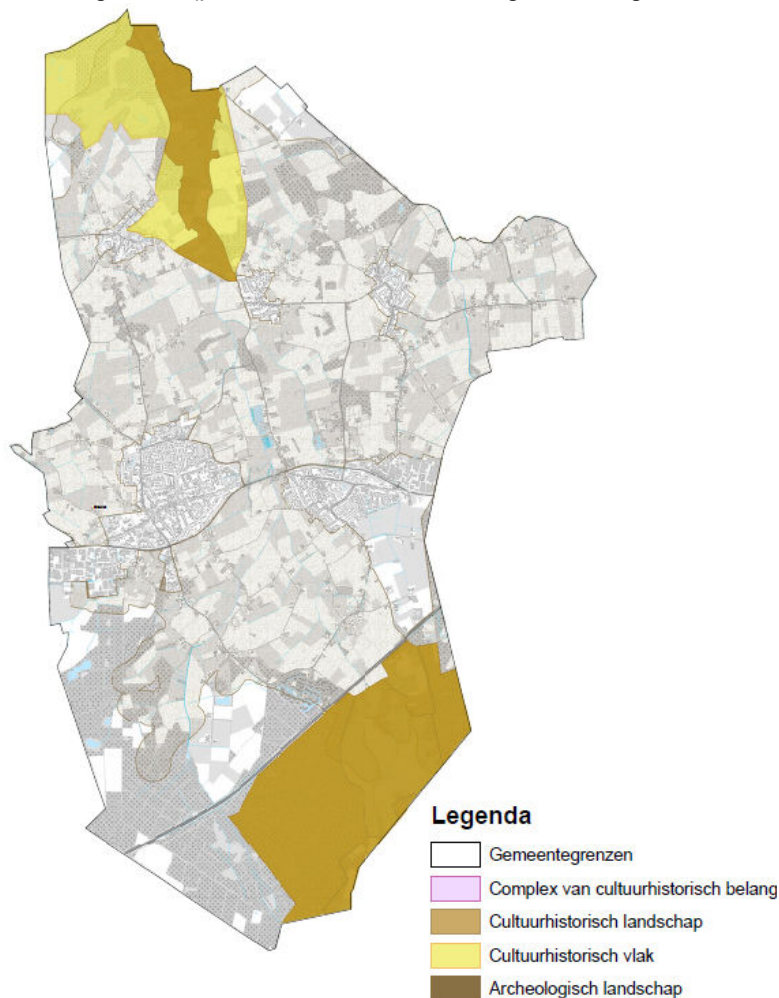 Legenda
Gemeentegrenzen
Complex van cultuurhistorisch belang
Cultuurhistorisch landschap
Cultuurhistorisch vlak
Archeologisch landschap